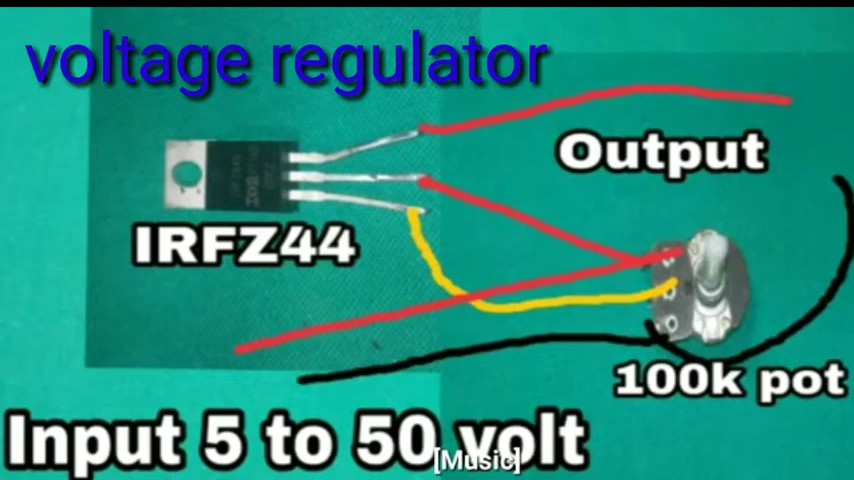 voltage regulator
Output
IRFZ44
100k pot
Input 5 to 50 volt
[Music]